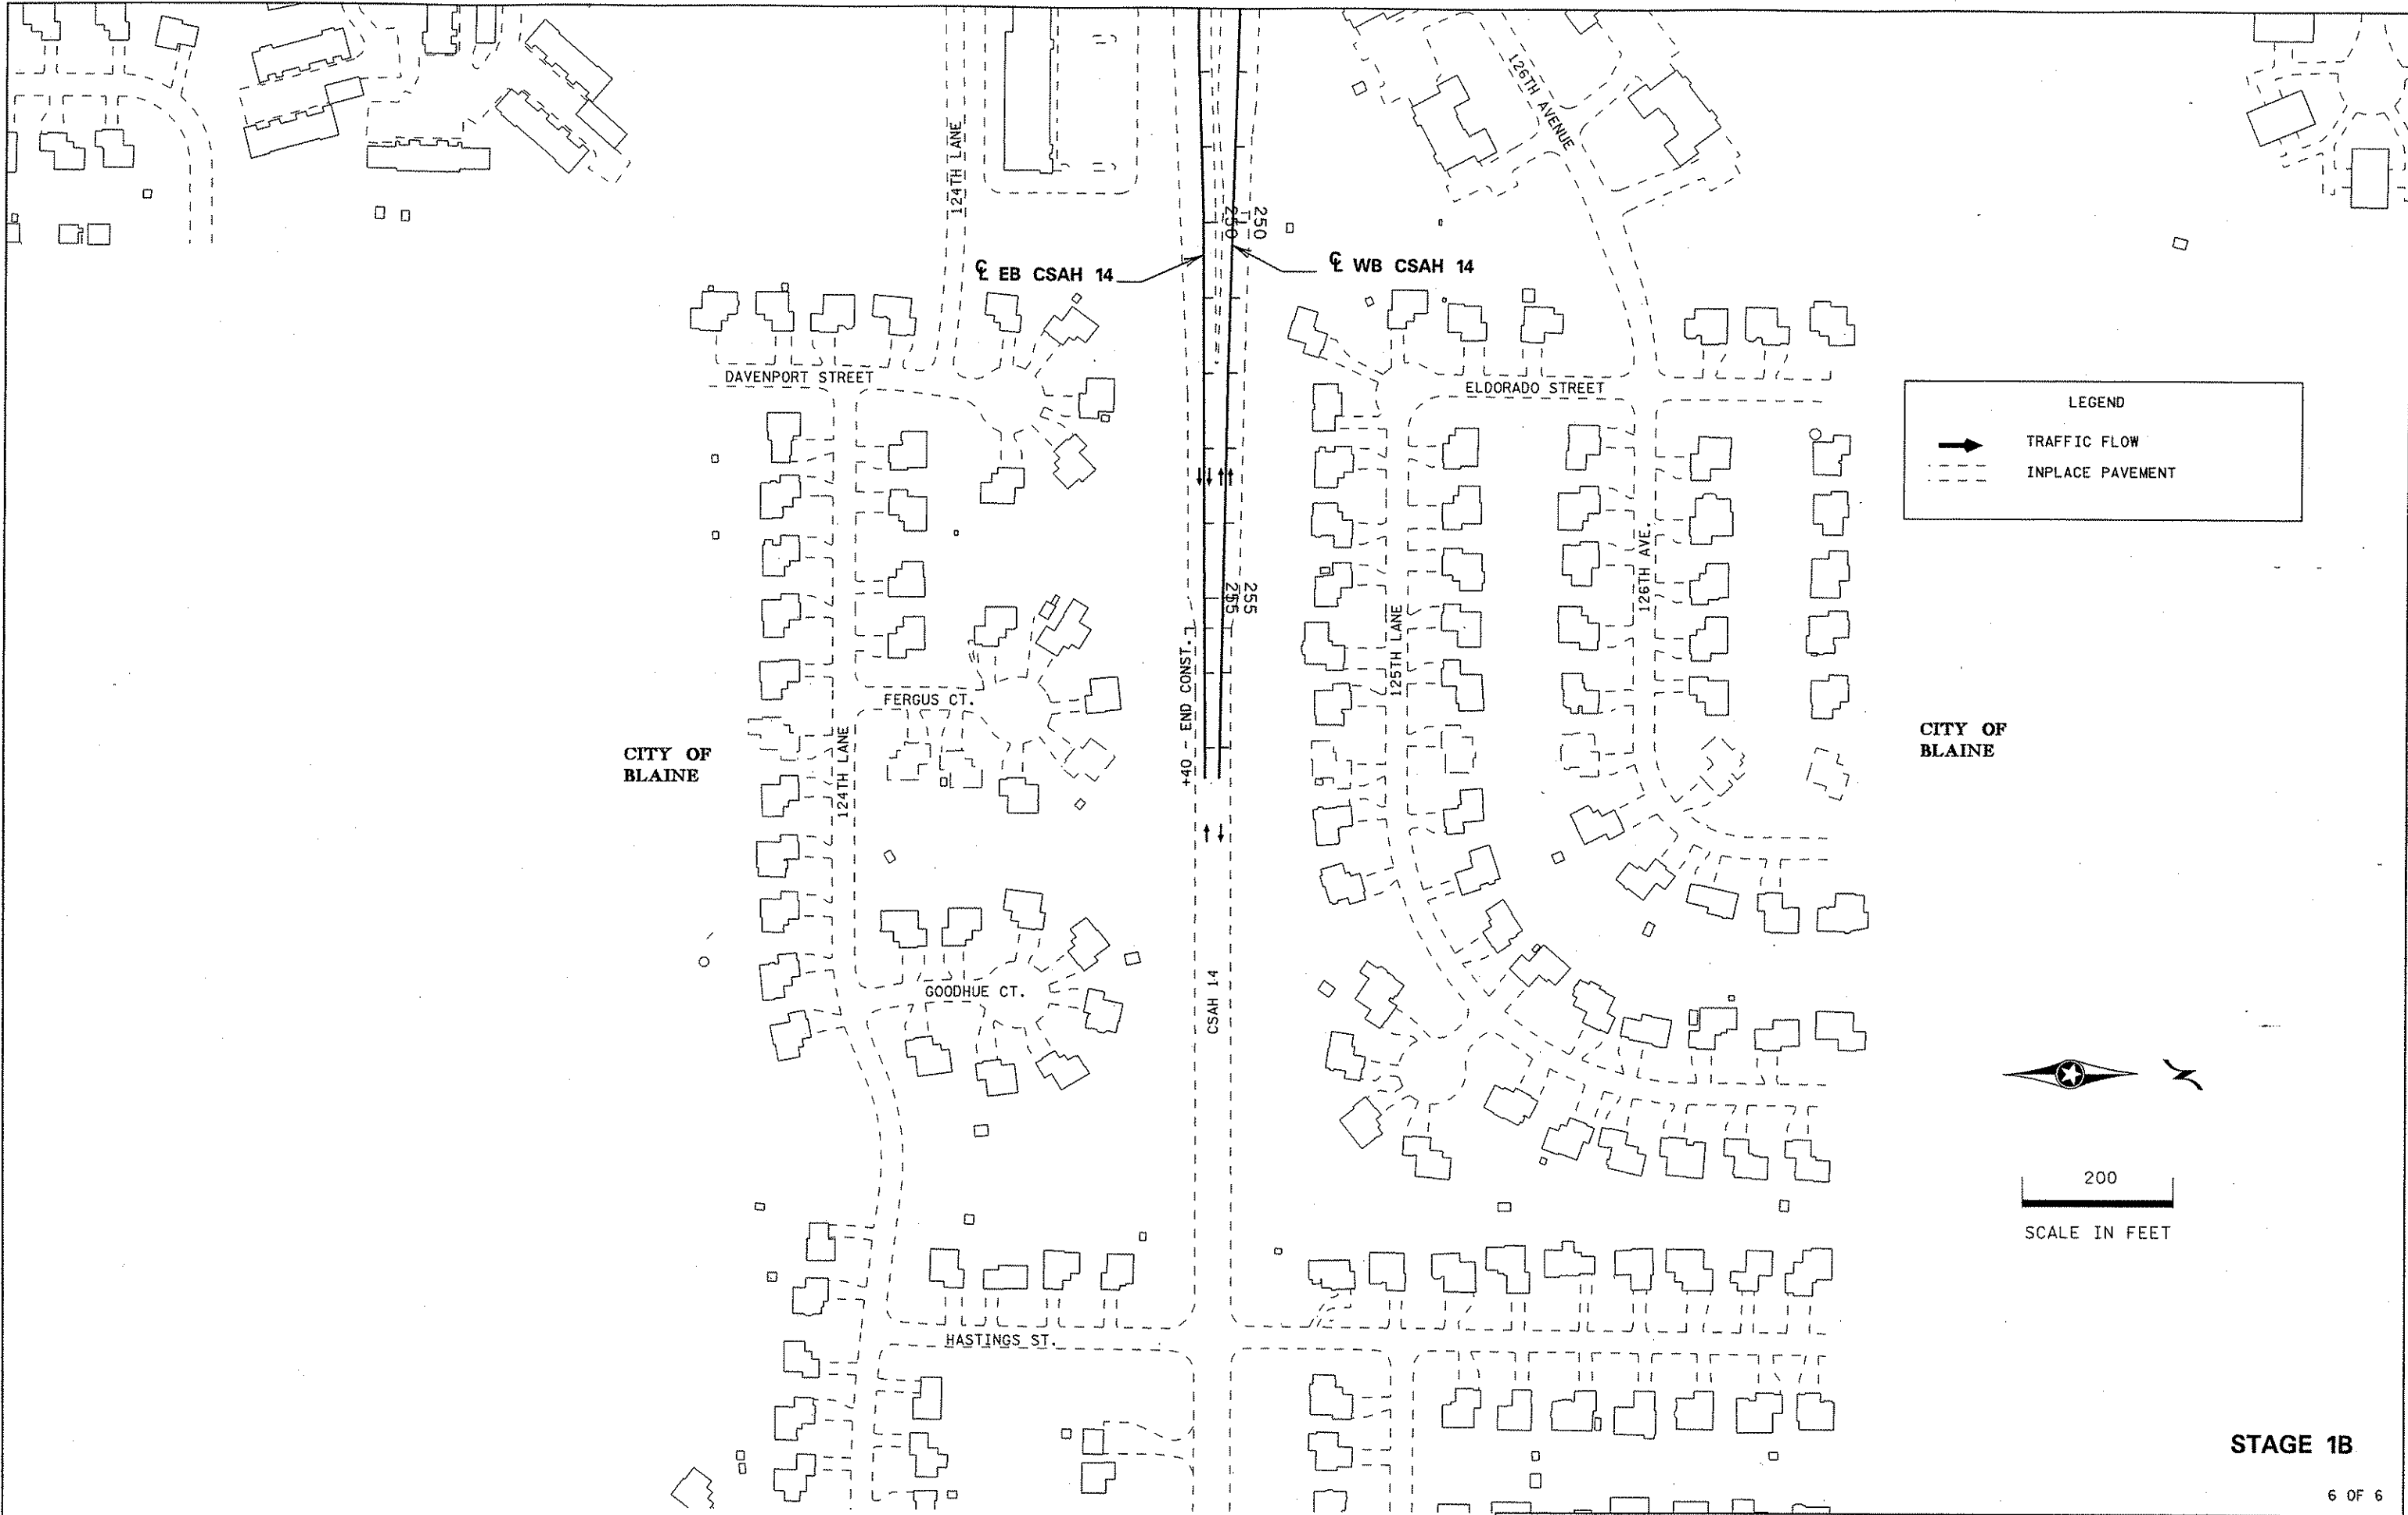 124TH LANE
126TH AVENUE
250
250
℄ EB CSAH 14
℄ WB CSAH 14
DAVENPORT STREET
ELDORADO STREET
LEGEND
TRAFFIC FLOW
INPLACE PAVEMENT
126TH AVE.
255
255
125TH LANE
+40 - END CONST.
FERGUS CT.
124TH LANE
CITY OF
BLAINE
CITY OF
BLAINE
GOODHUE CT.
CSAH 14
N
200
SCALE IN FEET
HASTINGS ST.
STAGE 1B
6 OF 6